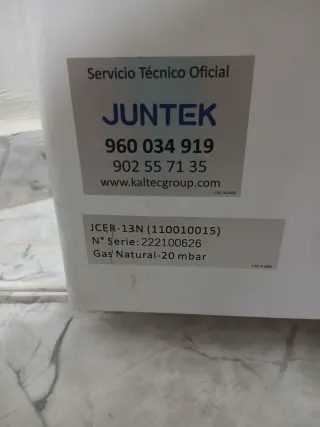 Servicio Técnico Oficial
JUNTEK
960 034 919
902 55 71 35
www.kaltecgroup.com
JCER-13N (110010015)
N° Serie: 222100626
Gas Natural-20 mbar